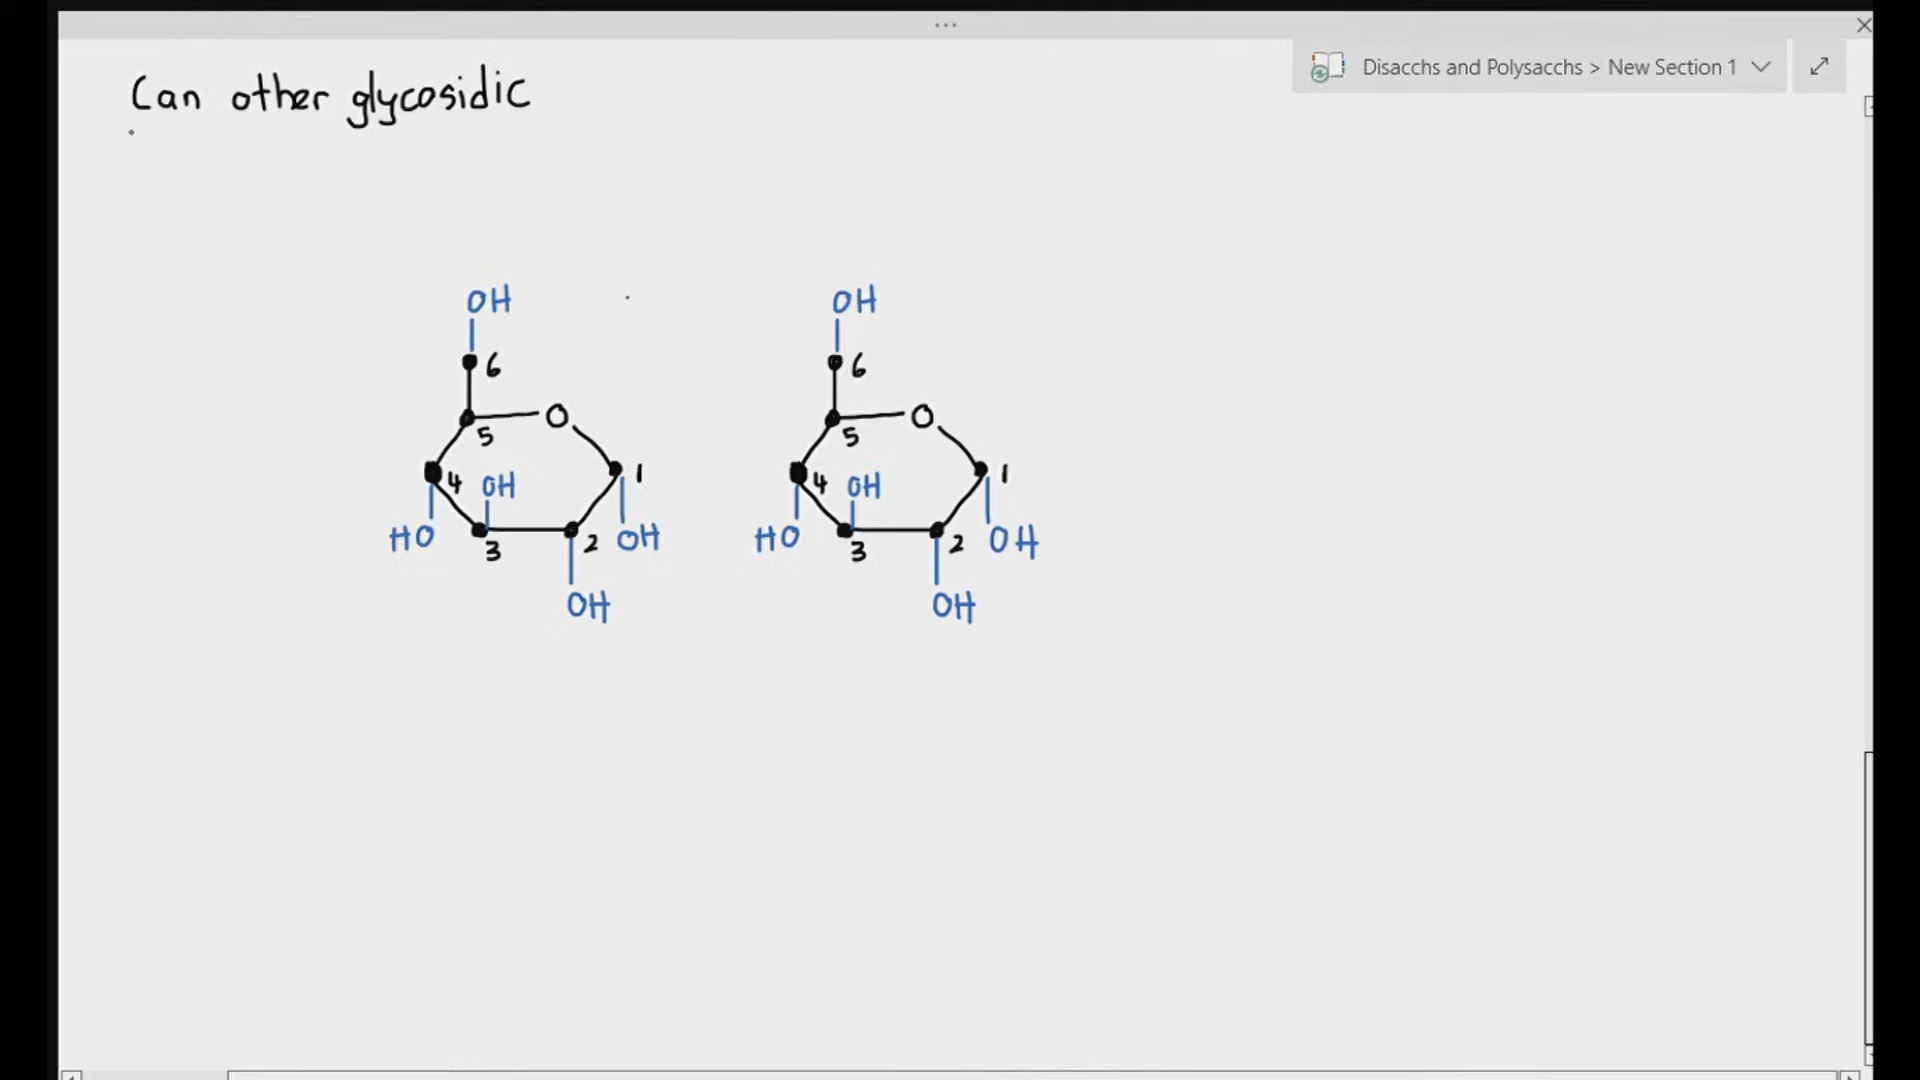 Disacchs and Polysacchs > New Section 1
Can other glycosidic
OH OH
6 6
O O
5 5
4 OH 1 4 OH 1
HO 3 2 OH HO 3 2 OH
OH OH